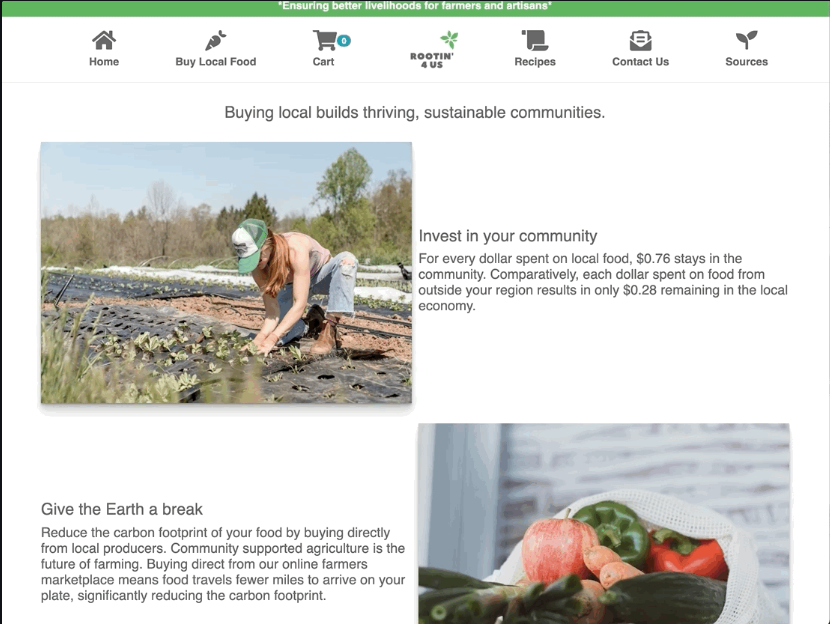 *Ensuring better livelihoods for farmers and artisans*
Home
Buy Local Food
0
Cart
ROOTIN'
4 US
Recipes
Contact Us
Sources
Buying local builds thriving, sustainable communities.
Invest in your community
For every dollar spent on local food, $0.76 stays in the
community. Comparatively, each dollar spent on food from
outside your region results in only $0.28 remaining in the local
economy.
Give the Earth a break
Reduce the carbon footprint of your food by buying directly
from local producers. Community supported agriculture is the
future of farming. Buying direct from our online farmers
marketplace means food travels fewer miles to arrive on your
plate, significantly reducing the carbon footprint.